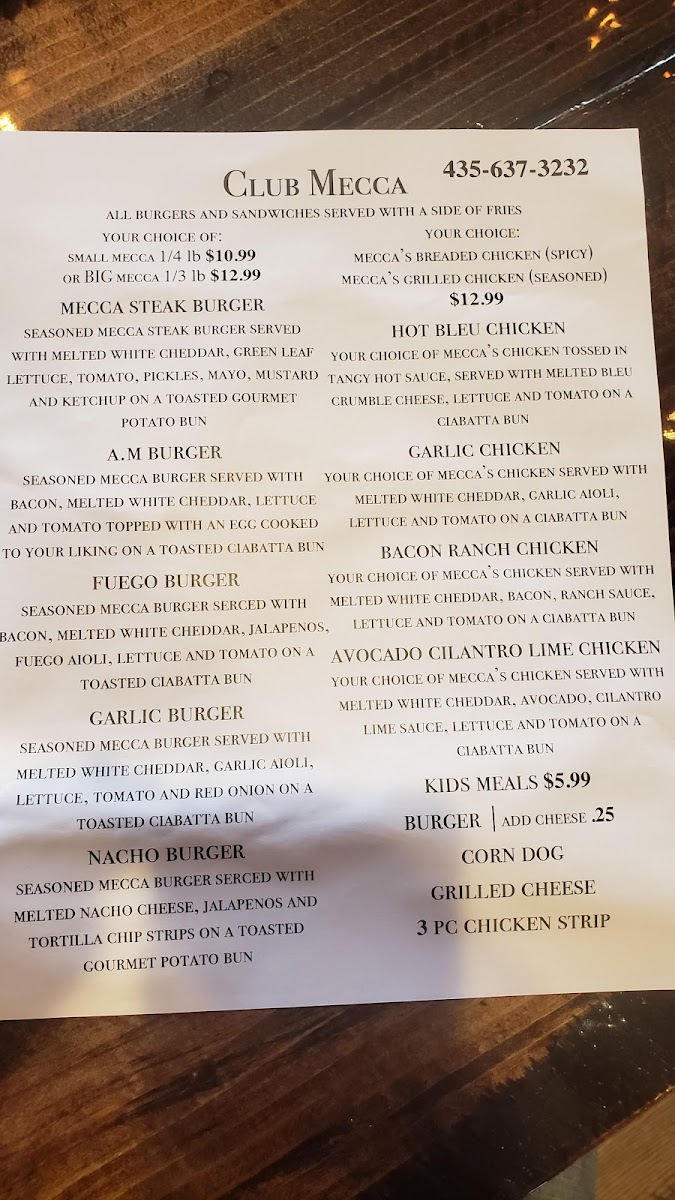 CLUB MECCA 435-637-3232
ALL BURGERS AND SANDWICHES SERVED WITH A SIDE OF FRIES
YOUR CHOICE OF:
SMALL MECCA 1/4 lb $10.99
OR BIG MECCA 1/3 lb $12.99
MECCA STEAK BURGER
SEASONED MECCA STEAK BURGER SERVED
WITH MELTED WHITE CHEDDAR, GREEN LEAF
LETTUCE, TOMATO, PICKLES, MAYO, MUSTARD
AND KETCHUP ON A TOASTED GOURMET
POTATO BUN
A.M BURGER
SEASONED MECCA BURGER SERVED WITH
BACON, MELTED WHITE CHEDDAR, LETTUCE
AND TOMATO TOPPED WITH AN EGG COOKED
TO YOUR LIKING ON A TOASTED CIABATTA BUN
FUEGO BURGER
SEASONED MECCA BURGER SERCED WITH
BACON, MELTED WHITE CHEDDAR, JALAPENOS,
FUEGO AIOLI, LETTUCE AND TOMATO ON A
TOASTED CIABATTA BUN
GARLIC BURGER
SEASONED MECCA BURGER SERVED WITH
MELTED WHITE CHEDDAR, GARLIC AIOLI,
LETTUCE, TOMATO AND RED ONION ON A
TOASTED CIABATTA BUN
NACHO BURGER
SEASONED MECCA BURGER SERCED WITH
MELTED NACHO CHEESE, JALAPENOS AND
TORTILLA CHIP STRIPS ON A TOASTED
GOURMET POTATO BUN
YOUR CHOICE:
MECCA'S BREADED CHICKEN (SPICY)
MECCA'S GRILLED CHICKEN (SEASONED)
$12.99
HOT BLEU CHICKEN
YOUR CHOICE OF MECCA'S CHICKEN TOSSED IN
TANGY HOT SAUCE, SERVED WITH MELTED BLEU
CRUMBLE CHEESE, LETTUCE AND TOMATO ON A
CIABATTA BUN
GARLIC CHICKEN
YOUR CHOICE OF MECCA'S CHICKEN SERVED WITH
MELTED WHITE CHEDDAR, GARLIC AIOLI,
LETTUCE AND TOMATO ON A CIABATTA BUN
BACON RANCH CHICKEN
YOUR CHOICE OF MECCA'S CHICKEN SERVED WITH
MELTED WHITE CHEDDAR, BACON, RANCH SAUCE,
LETTUCE AND TOMATO ON A CIABATTA BUN
AVOCADO CILANTRO LIME CHICKEN
YOUR CHOICE OF MECCA'S CHICKEN SERVED WITH
MELTED WHITE CHEDDAR, AVOCADO, CILANTRO
LIME SAUCE, LETTUCE AND TOMATO ON A
CIABATTA BUN
KIDS MEALS $5.99
BURGER | ADD CHEESE .25
CORN DOG
GRILLED CHEESE
3 PC CHICKEN STRIP